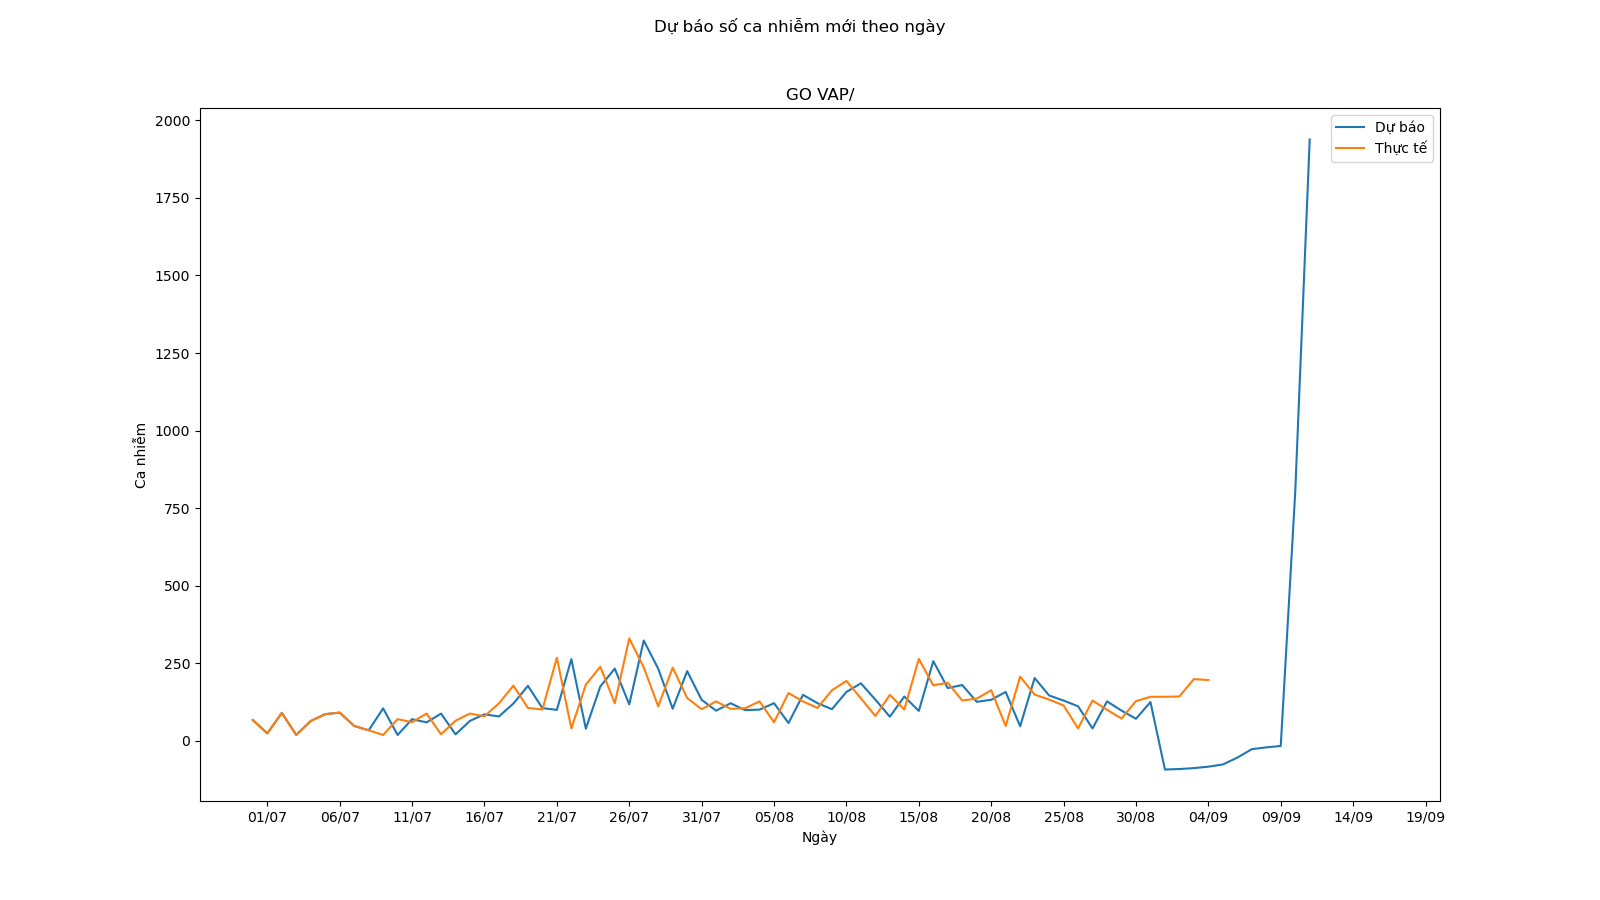 Dự báo số ca nhiễm mới theo ngày
GO VAP/
Dự báo
Thực tế
2000
1750
1500
1250
1000
750
500
250
0
Ca nhiễm
01/07 06/07 11/07 16/07 21/07 26/07 31/07 05/08 10/08 15/08 20/08 25/08 30/08 04/09 09/09 14/09 19/09
Ngày